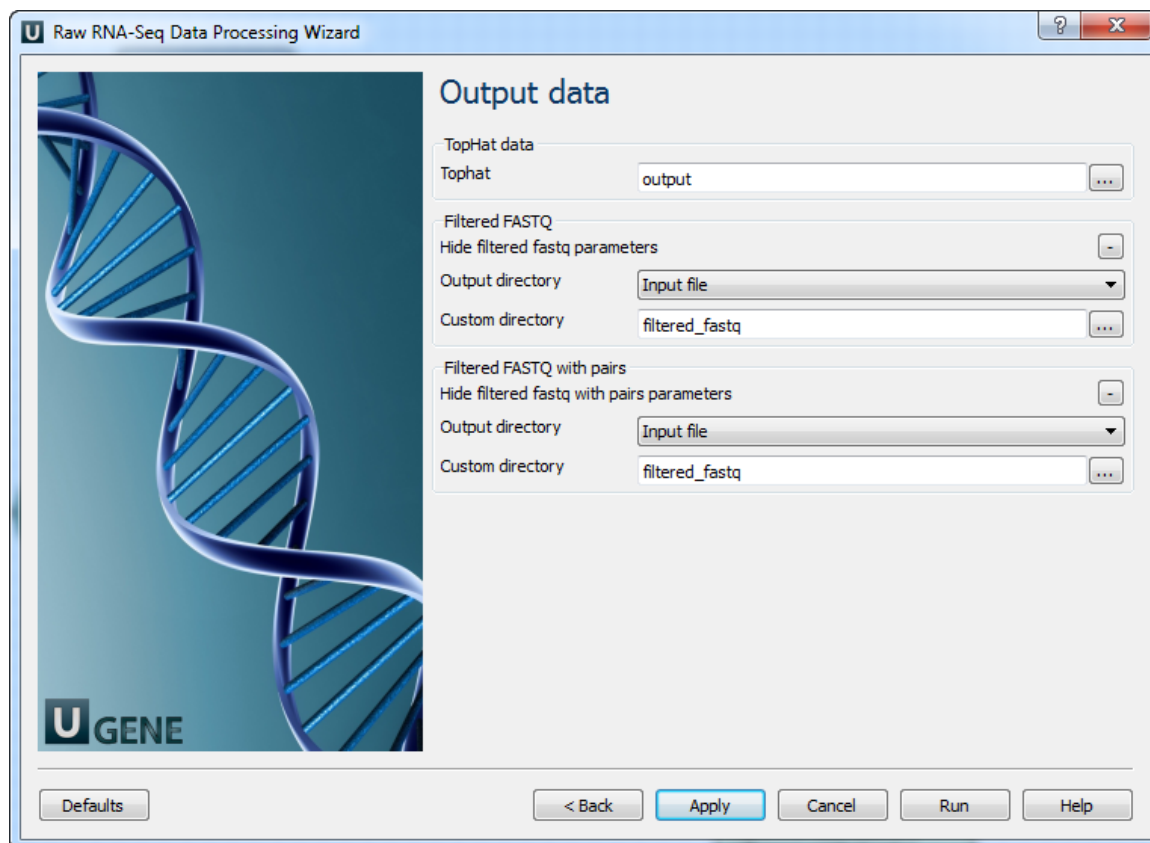 U Raw RNA-Seq Data Processing Wizard
?
X
Output data
TopHat data
Tophat output ...
Filtered FASTQ
Hide filtered fastq parameters -
Output directory Input file
Custom directory filtered_fastq ...
Filtered FASTQ with pairs
Hide filtered fastq with pairs parameters -
Output directory Input file
Custom directory filtered_fastq ...
U GENE
Defaults < Back Apply Cancel Run Help